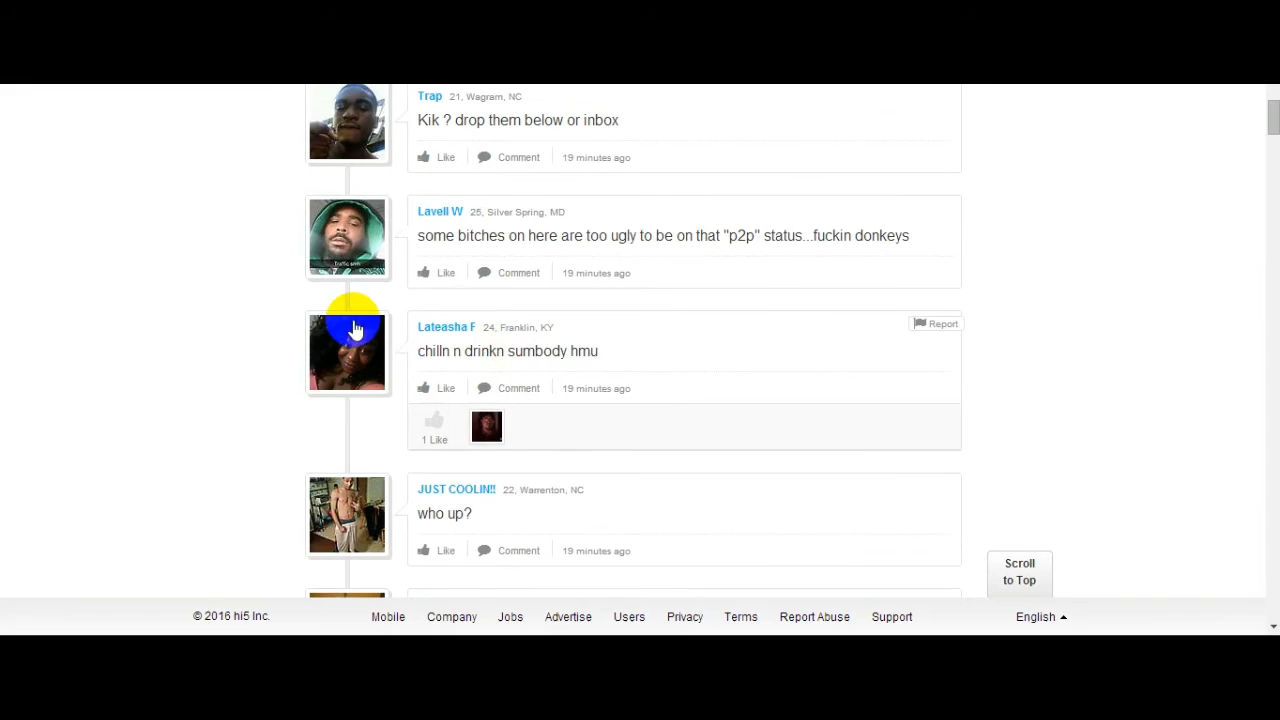 Trap 21, Wagram, NC
Kik ? drop them below or inbox
Like Comment 19 minutes ago
Lavell W 25, Silver Spring, MD
some bitches on here are too ugly to be on that "p2p" status...fuckin donkeys
Like Comment 19 minutes ago
Lateasha F 24, Franklin, KY
Report
chilln n drinkn sumbody hmu
Like Comment 19 minutes ago
1 Like
JUST COOLIN!! 22, Warrenton, NC
who up?
Like Comment 19 minutes ago
Scroll
to Top
© 2016 hi5 Inc. Mobile Company Jobs Advertise Users Privacy Terms Report Abuse Support English